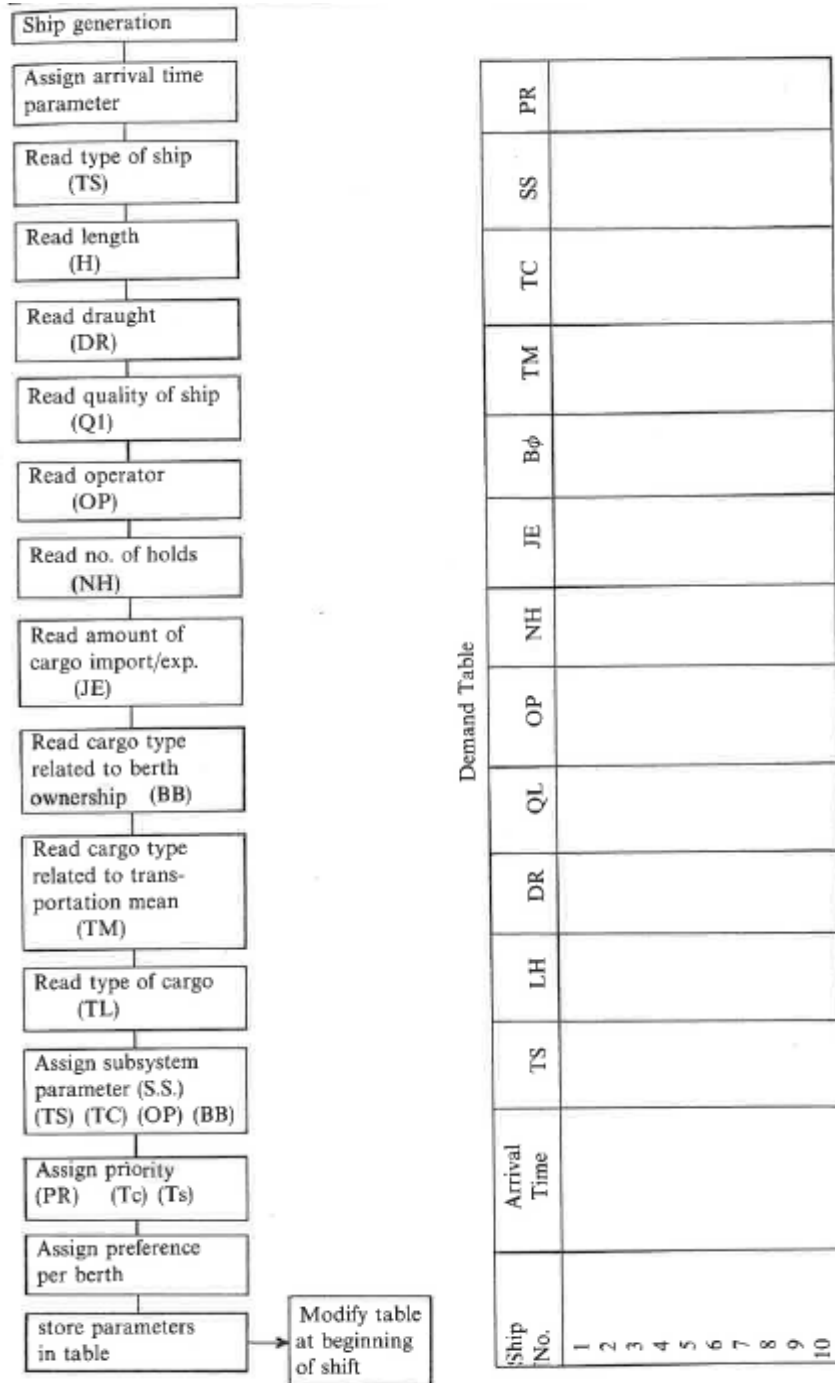 Ship generation
Assign arrival time
parameter
Read type of ship
(TS)
Read length
(H)
Read draught
(DR)
Read quality of ship
(Q1)
Read operator
(OP)
Read no. of holds
(NH)
Read amount of
cargo import/exp.
(JE)
Read cargo type
related to berth
ownership (BB)
Read cargo type
related to trans-
portation mean
(TM)
Read type of cargo
(TL)
Assign subsystem
parameter (S.S.)
(TS) (TC) (OP) (BB)
Assign priority
(PR) (Tc) (Ts)
Assign preference
per berth
store parameters
in table
Modify table
at beginning
of shift
Demand Table
Ship
No.
Arrival
Time
TS
LH
DR
QL
OP
NH
JE
Bϕ
TM
TC
SS
PR
1
2
3
4
5
6
7
8
9
10